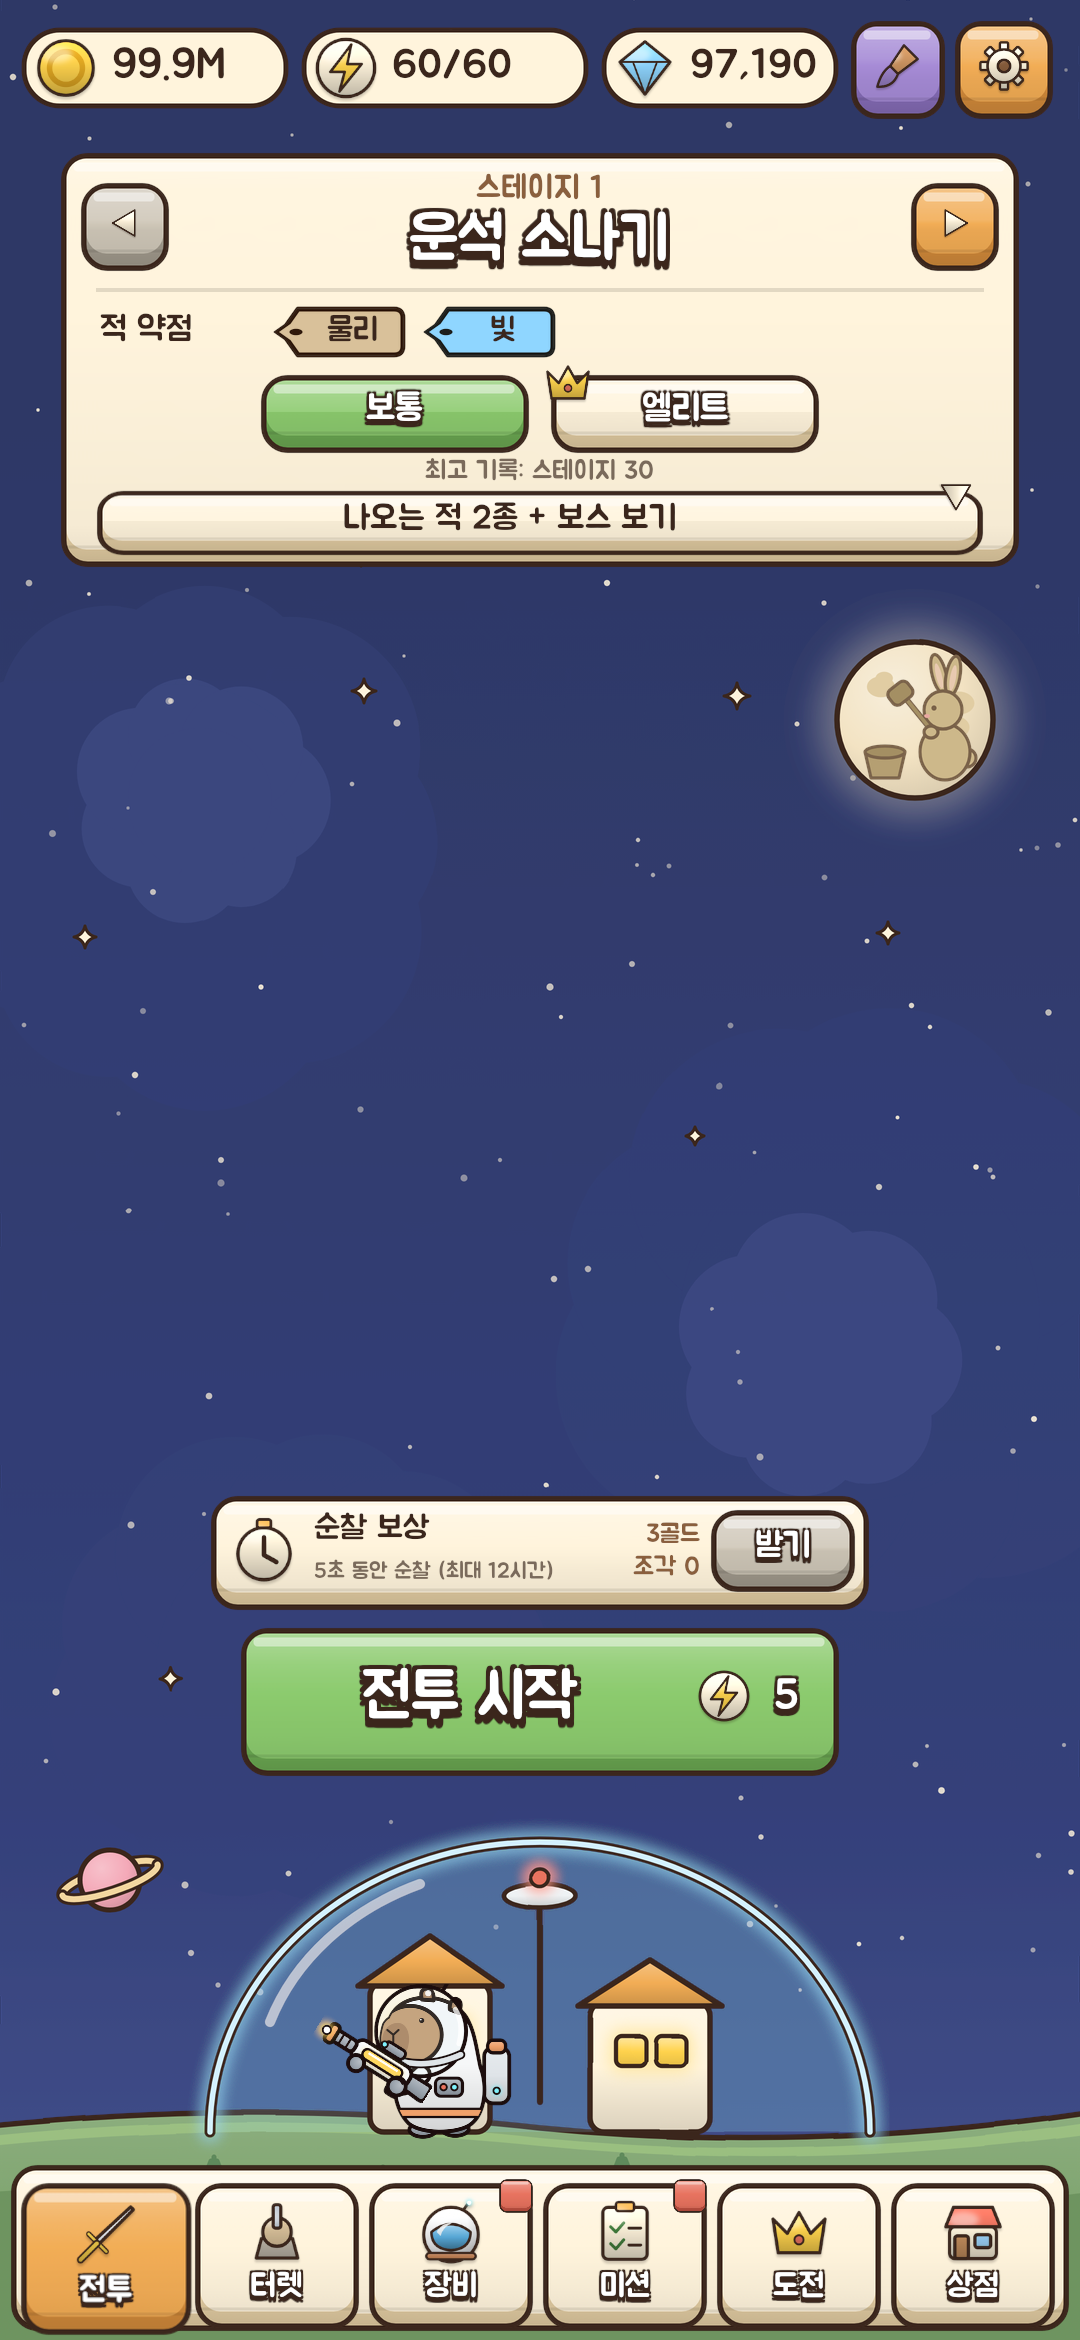 99.9M
60/60
97,190
스테이지 1
운석 소나기
적 약점
물리
빛
보통
엘리트
최고 기록: 스테이지 30
나오는 적 2종 + 보스 보기
순찰 보상
5초 동안 순찰 (최대 12시간)
3골드
조각 0
받기
전투 시작
5
전투
터렛
장비
미션
도전
상점